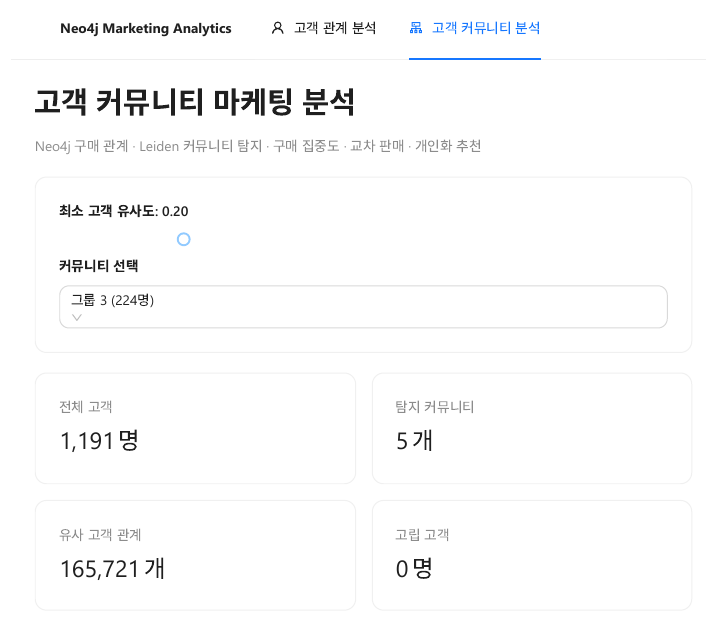 Neo4j Marketing Analytics 고객 관계 분석 고객 커뮤니티 분석
고객 커뮤니티 마케팅 분석
Neo4j 구매 관계 · Leiden 커뮤니티 탐지 · 구매 집중도 · 교차 판매 · 개인화 추천
최소 고객 유사도: 0.20
커뮤니티 선택
그룹 3 (224명)
전체 고객
1,191 명
탐지 커뮤니티
5 개
유사 고객 관계
165,721 개
고립 고객
0 명